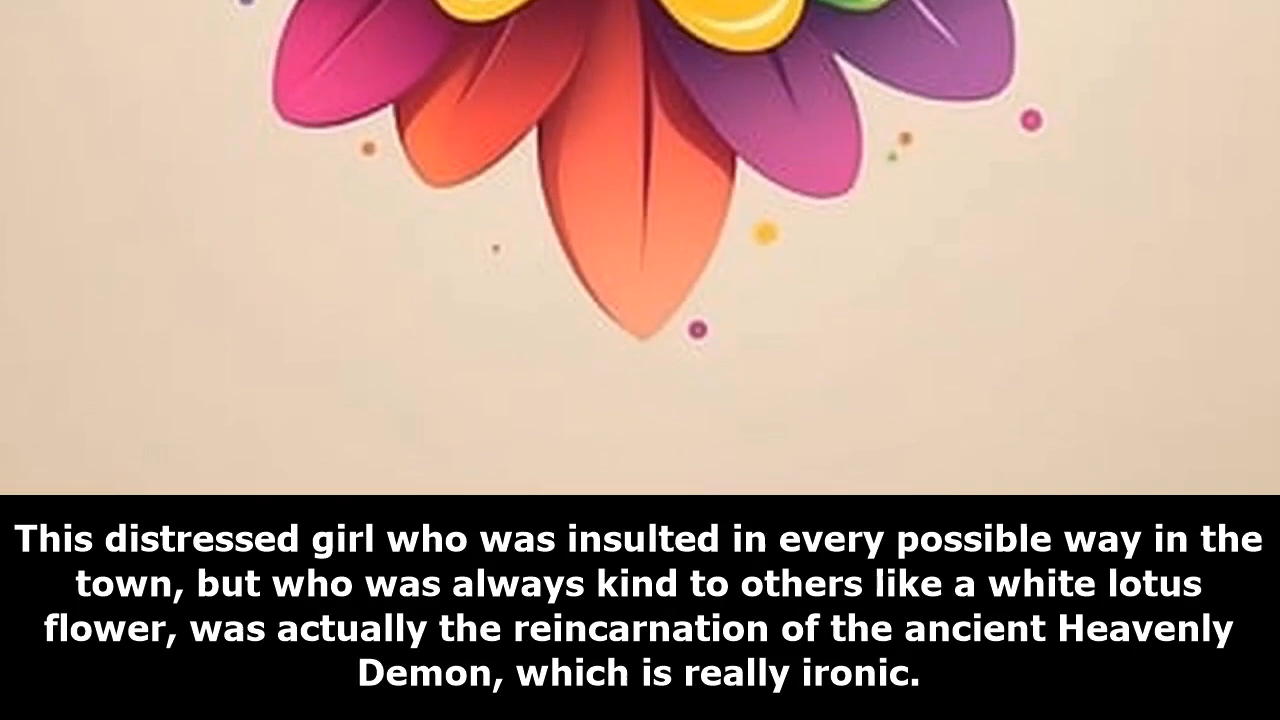 This distressed girl who was insulted in every possible way in the
town, but who was always kind to others like a white lotus
flower, was actually the reincarnation of the ancient Heavenly
Demon, which is really ironic.